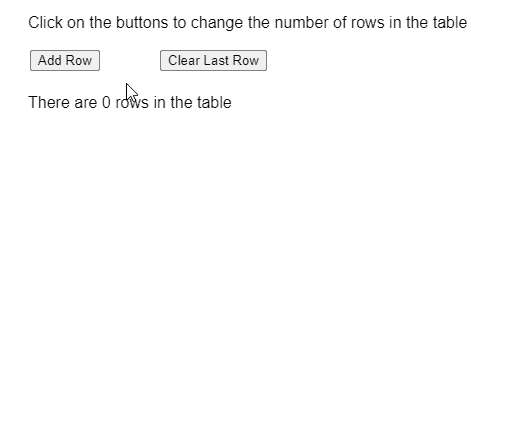 Click on the buttons to change the number of rows in the table
Add Row Clear Last Row
There are 0 rows in the table